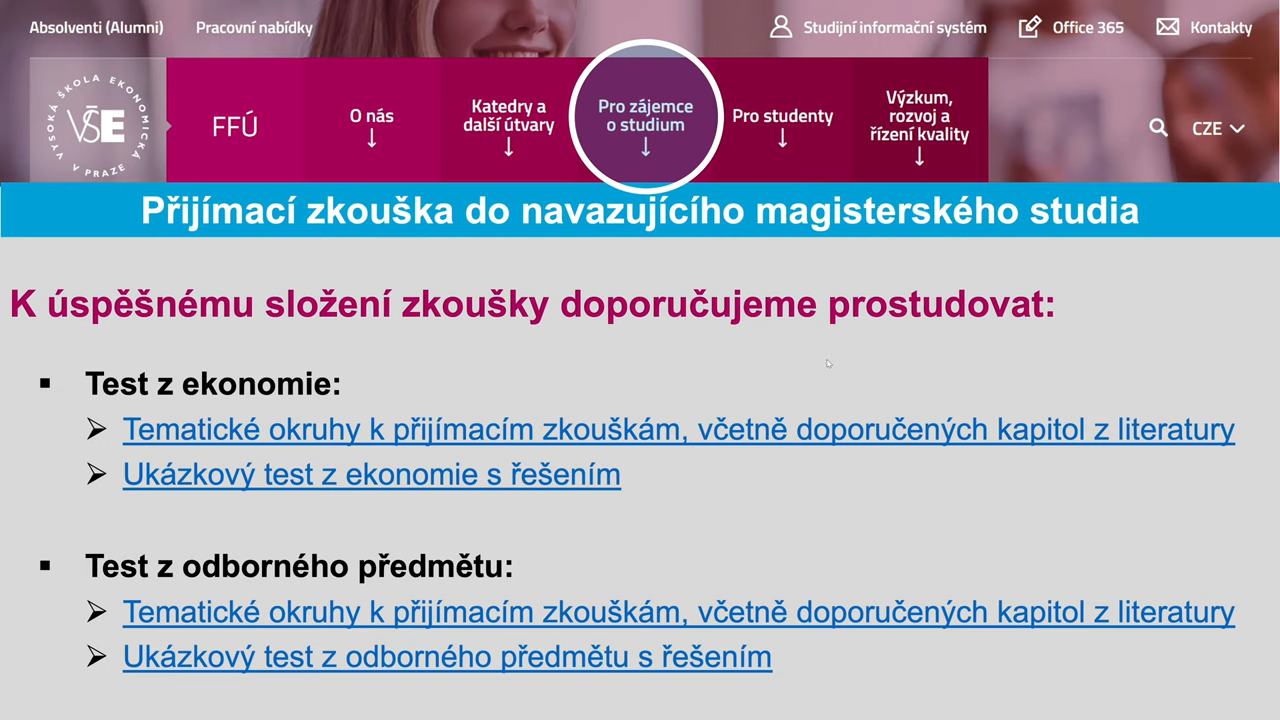 Absolventi (Alumni)
Pracovní nabídky
Studijní informační systém
Office 365
Kontakty
VYSOKÁ ŠKOLA EKONOMICKÁ V PRAZE
VŠE
FFÚ
O nás
Katedry a
další útvary
Pro zájemce
o studium
Pro studenty
Výzkum,
rozvoj a
řízení kvality
CZE
Přijímací zkouška do navazujícího magisterského studia
K úspěšnému složení zkoušky doporučujeme prostudovat:
Test z ekonomie:
Tematické okruhy k přijímacím zkouškám, včetně doporučených kapitol z literatury
Ukázkový test z ekonomie s řešením
Test z odborného předmětu:
Tematické okruhy k přijímacím zkouškám, včetně doporučených kapitol z literatury
Ukázkový test z odborného předmětu s řešením